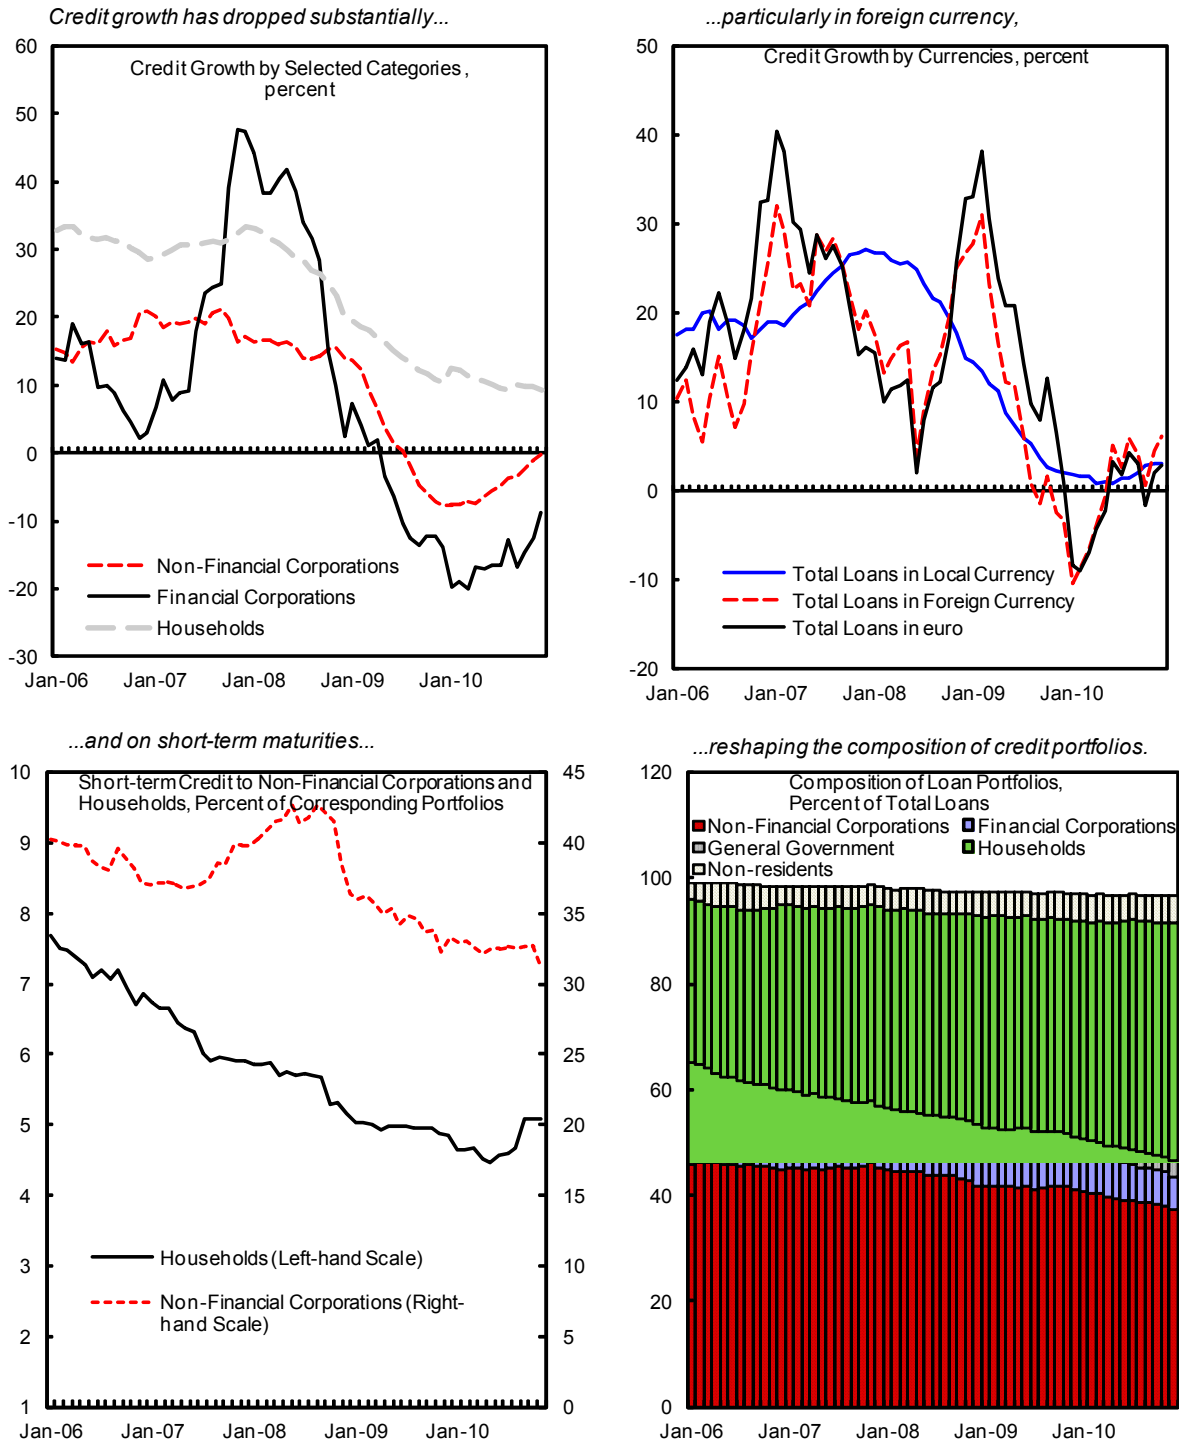 Credit growth has dropped substantially...
60
50
40
30
20
10
0
-10
-20
-30
Credit Growth by Selected Categories,
percent
Non-Financial Corporations
Financial Corporations
Households
Jan-06 Jan-07 Jan-08 Jan-09 Jan-10
...particularly in foreign currency,
50
40
30
20
10
0
-10
-20
Credit Growth by Currencies, percent
Total Loans in Local Currency
Total Loans in Foreign Currency
Total Loans in euro
Jan-06 Jan-07 Jan-08 Jan-09 Jan-10
...and on short-term maturities...
10
9
8
7
6
5
4
3
2
1
Short-term Credit to Non-Financial Corporations and
Households, Percent of Corresponding Portfolios
Households (Left-hand Scale)
Non-Financial Corporations (Right-
hand Scale)
45
40
35
30
25
20
15
10
5
0
Jan-06 Jan-07 Jan-08 Jan-09 Jan-10
...reshaping the composition of credit portfolios.
120
100
80
60
40
20
0
Composition of Loan Portfolios,
Percent of Total Loans
Non-Financial Corporations Financial Corporations
General Government Households
Non-residents
Jan-06 Jan-07 Jan-08 Jan-09 Jan-10